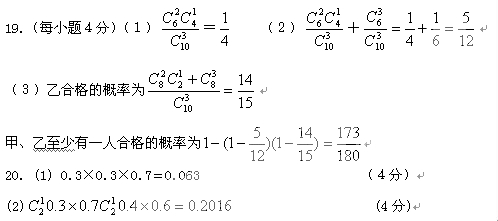 19.(每小题4分)(1) \frac{C_6^2C_4^1}{C_{10}^3}=\frac{1}{4} (2) \frac{C_6^2C_4^1}{C_{10}^3}+\frac{C_6^3}{C_{10}^3}=\frac{1}{4}+\frac{1}{6}=\frac{5}{12}↵
(3)乙合格的概率为\frac{C_8^2C_2^1+C_8^3}{C_{10}^3}=\frac{14}{15}↵
甲、乙至少有一人合格的概率为1-(1-\frac{5}{12})(1-\frac{14}{15})=\frac{173}{180}↵
20.(1) 0.3×0.3×0.7=0.063 (4分)↵
(2)C_2^10.3×0.7C_2^10.4×0.6=0.2016 (4分)↵